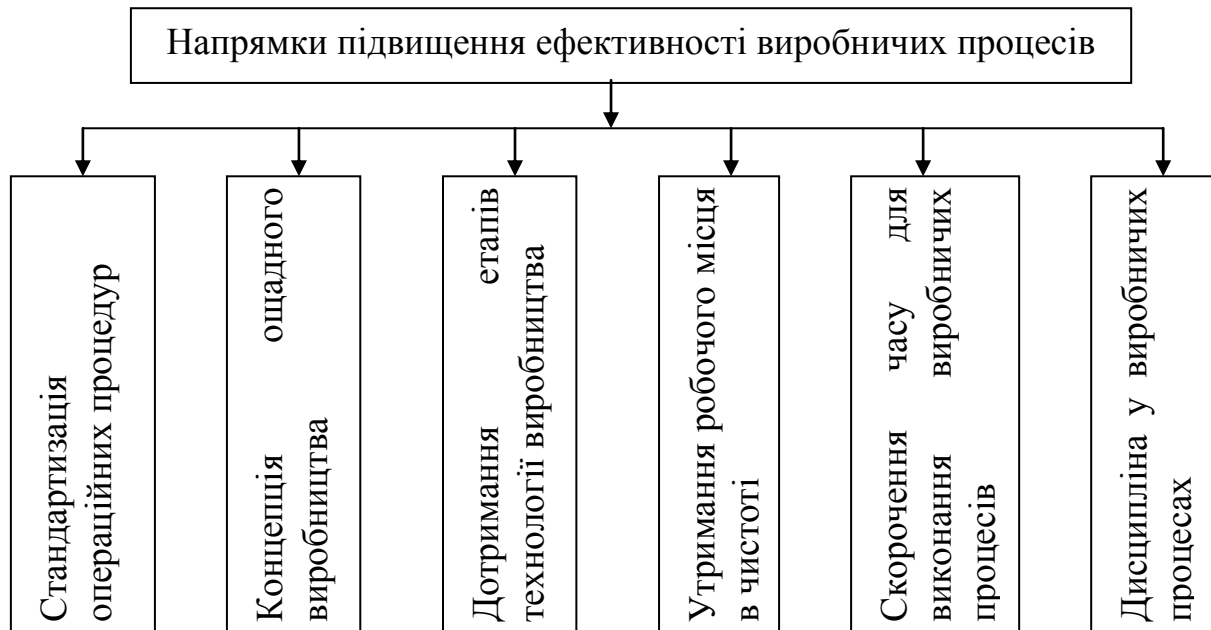 Напрямки підвищення ефективності виробничих процесів
Стандартизація
операційних процедур
Концепція ощадного
виробництва
Дотримання етапів
технології виробництва
Утримання робочого місця
в чистоті
Скорочення часу для
виконання виробничих
процесів
Дисципліна у виробничих
процесах